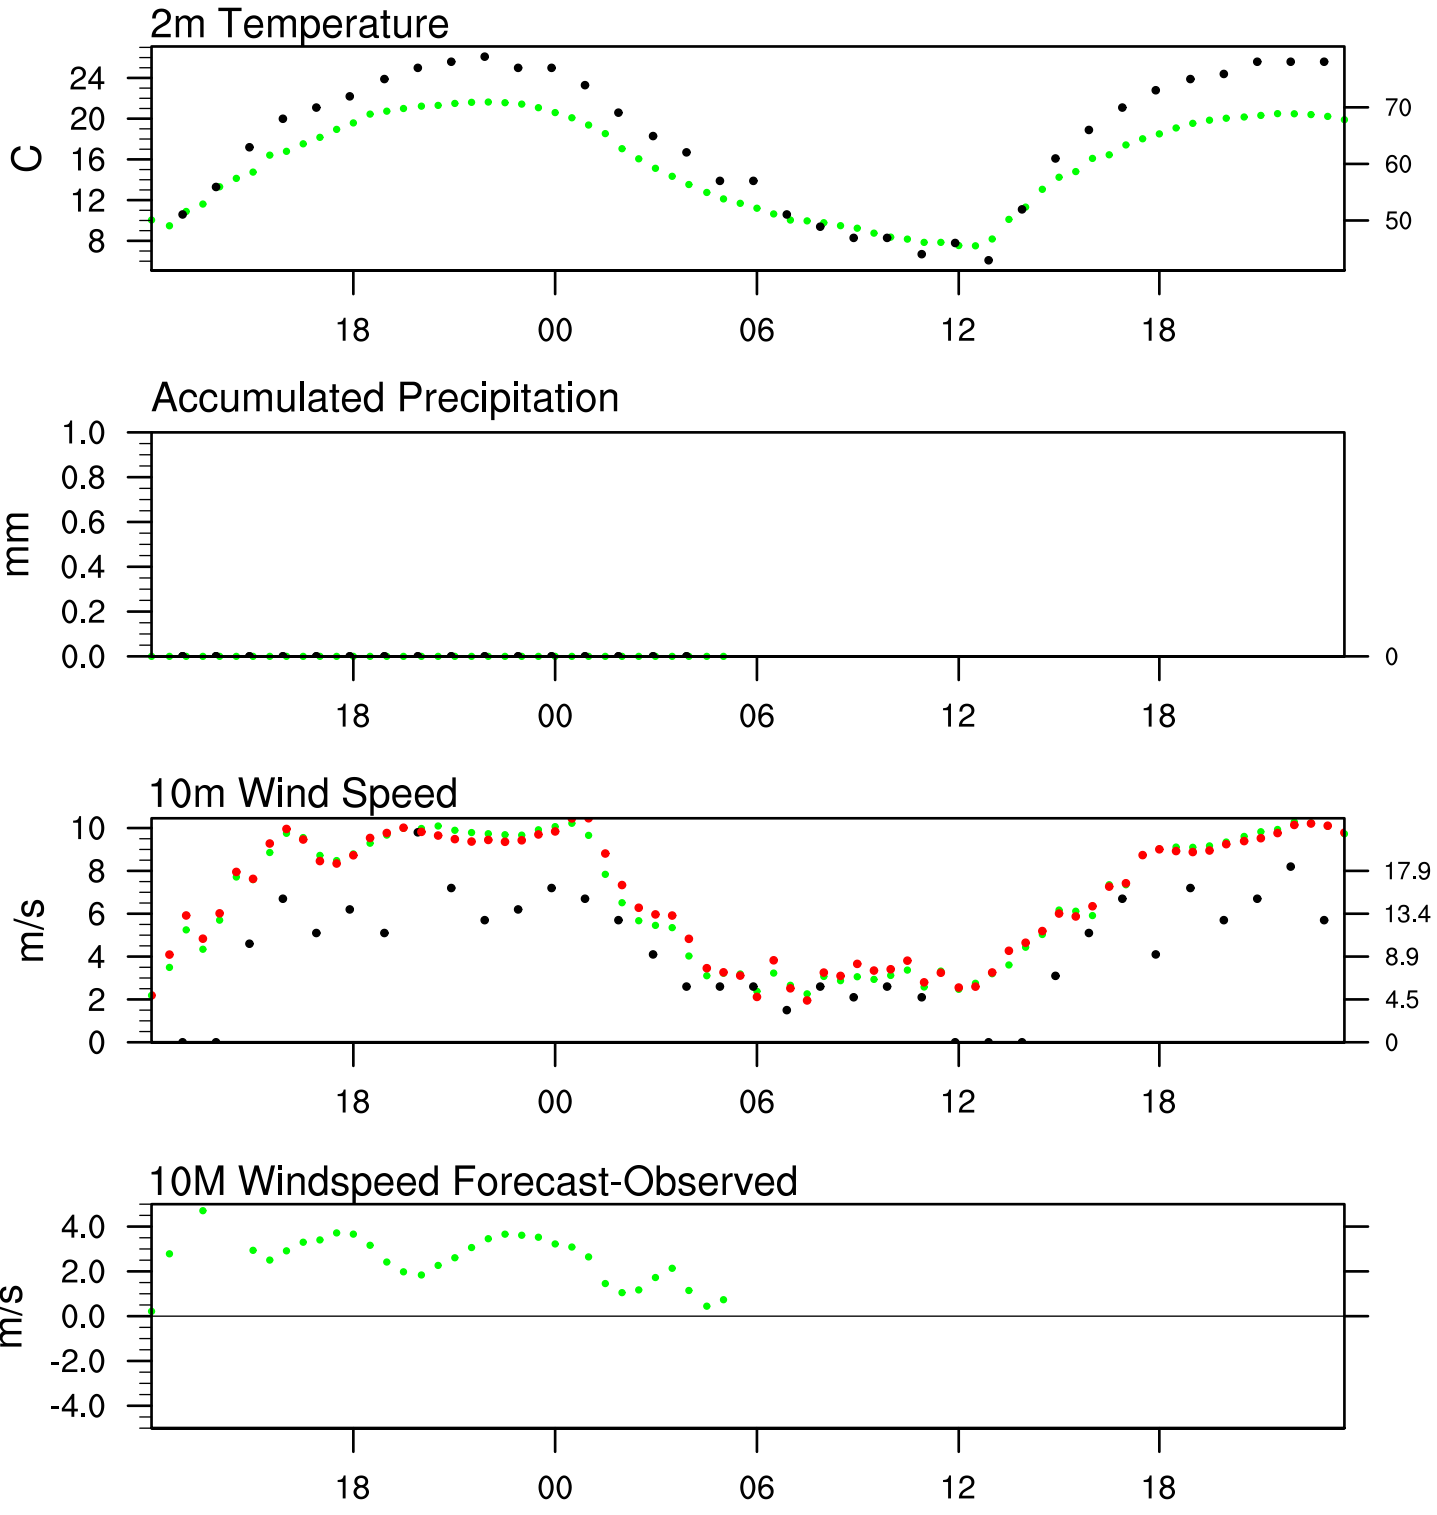 2m Temperature
24
20
16
12
8
C
70
60
50
18 00 06 12 18
Accumulated Precipitation
1.0
0.8
0.6
0.4
0.2
0.0
mm
0
18 00 06 12 18
10m Wind Speed
10
8
6
4
2
0
m/s
17.9
13.4
8.9
4.5
0
18 00 06 12 18
10M Windspeed Forecast-Observed
4.0
2.0
0.0
-2.0
-4.0
m/s
18 00 06 12 18